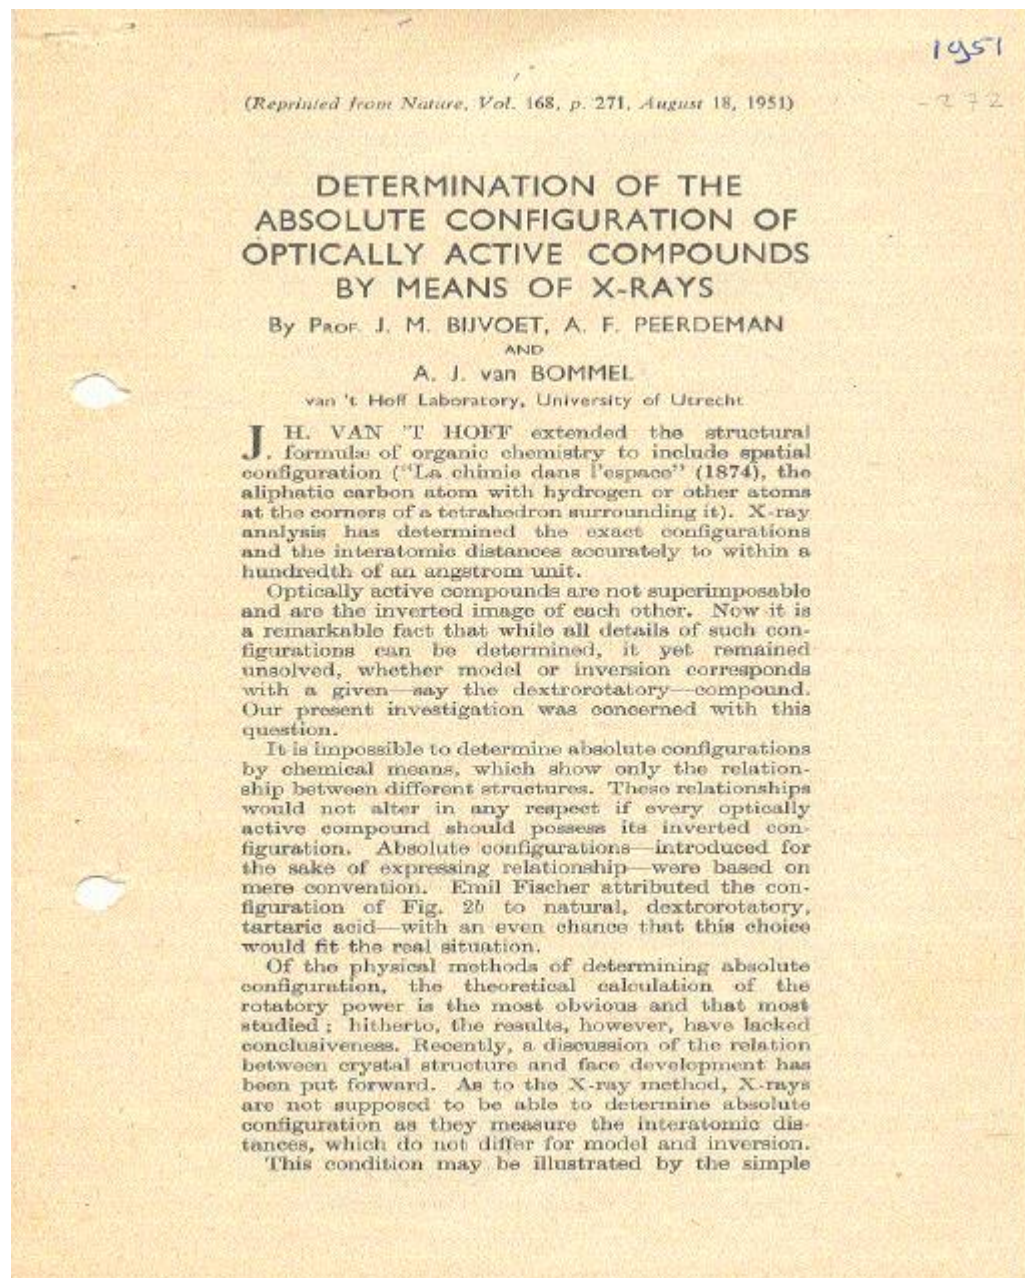 1951
(Reprinted from Nature, Vol. 168, p. 271, August 18, 1951)
-272
DETERMINATION OF THE
ABSOLUTE CONFIGURATION OF
OPTICALLY ACTIVE COMPOUNDS
BY MEANS OF X-RAYS
By PROF. J. M. BIJVOET, A. F. PEERDEMAN
AND
A. J. van BOMMEL
van 't Hoff Laboratory, University of Utrecht
J. H. VAN 'T HOFF extended the structural
formulæ of organic chemistry to include spatial
configuration ("La chimie dans l'espace" (1874), the
aliphatic carbon atom with hydrogen or other atoms
at the corners of a tetrahedron surrounding it). X-ray
analysis has determined the exact configurations
and the interatomic distances accurately to within a
hundredth of an angstrom unit.
Optically active compounds are not superimposable
and are the inverted image of each other. Now it is
a remarkable fact that while all details of such con-
figurations can be determined, it yet remained
unsolved, whether model or inversion corresponds
with a given—say the dextrorotatory—compound.
Our present investigation was concerned with this
question.
It is impossible to determine absolute configurations
by chemical means, which show only the relation-
ship between different structures. These relationships
would not alter in any respect if every optically
active compound should possess its inverted con-
figuration. Absolute configurations—introduced for
the sake of expressing relationship—were based on
mere convention. Emil Fischer attributed the con-
figuration of Fig. 2b to natural, dextrorotatory,
tartaric acid—with an even chance that this choice
would fit the real situation.
Of the physical methods of determining absolute
configuration, the theoretical calculation of the
rotatory power is the most obvious and that most
studied ; hitherto, the results, however, have lacked
conclusiveness. Recently, a discussion of the relation
between crystal structure and face development has
been put forward. As to the X-ray method, X-rays
are not supposed to be able to determine absolute
configuration as they measure the interatomic dis-
tances, which do not differ for model and inversion.
This condition may be illustrated by the simple